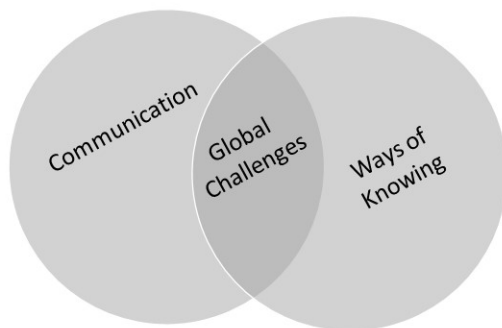 Communication
Global
Challenges
Ways of
Knowing